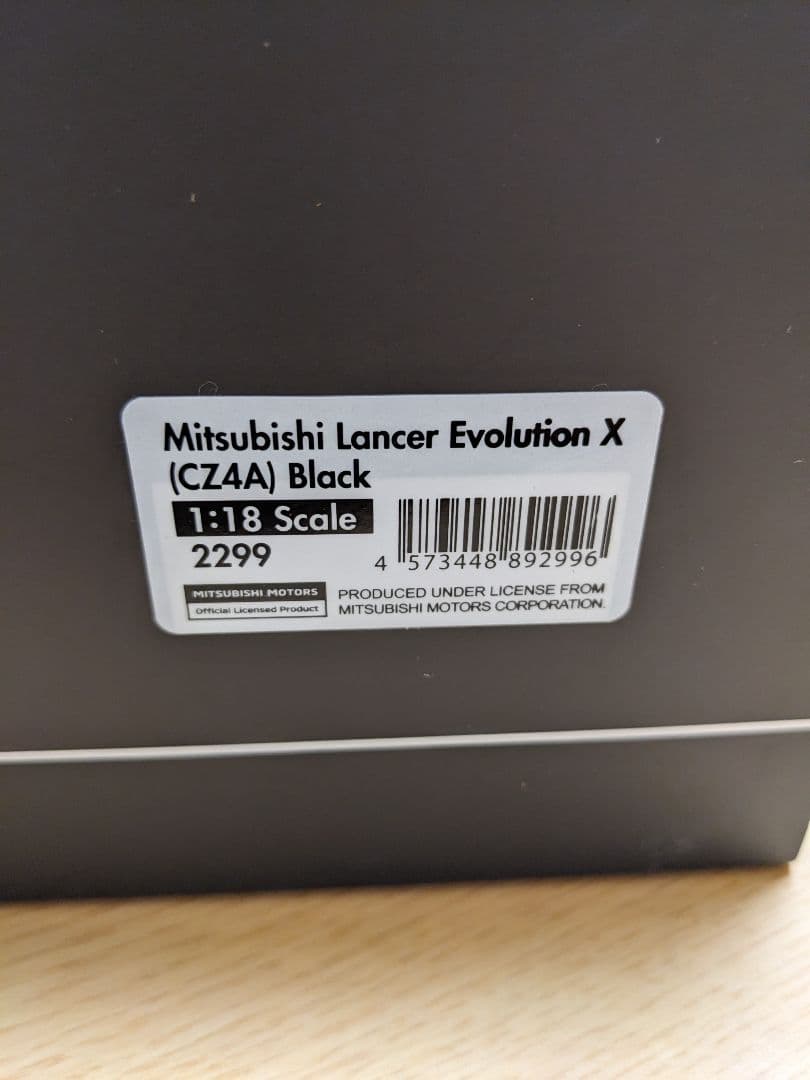 Mitsubishi Lancer Evolution X
(CZ4A) Black
1:18 Scale
2299
4 573448 892996
MITSUBISHI MOTORS
Official Licensed Product
PRODUCED UNDER LICENSE FROM
MITSUBISHI MOTORS CORPORATION.